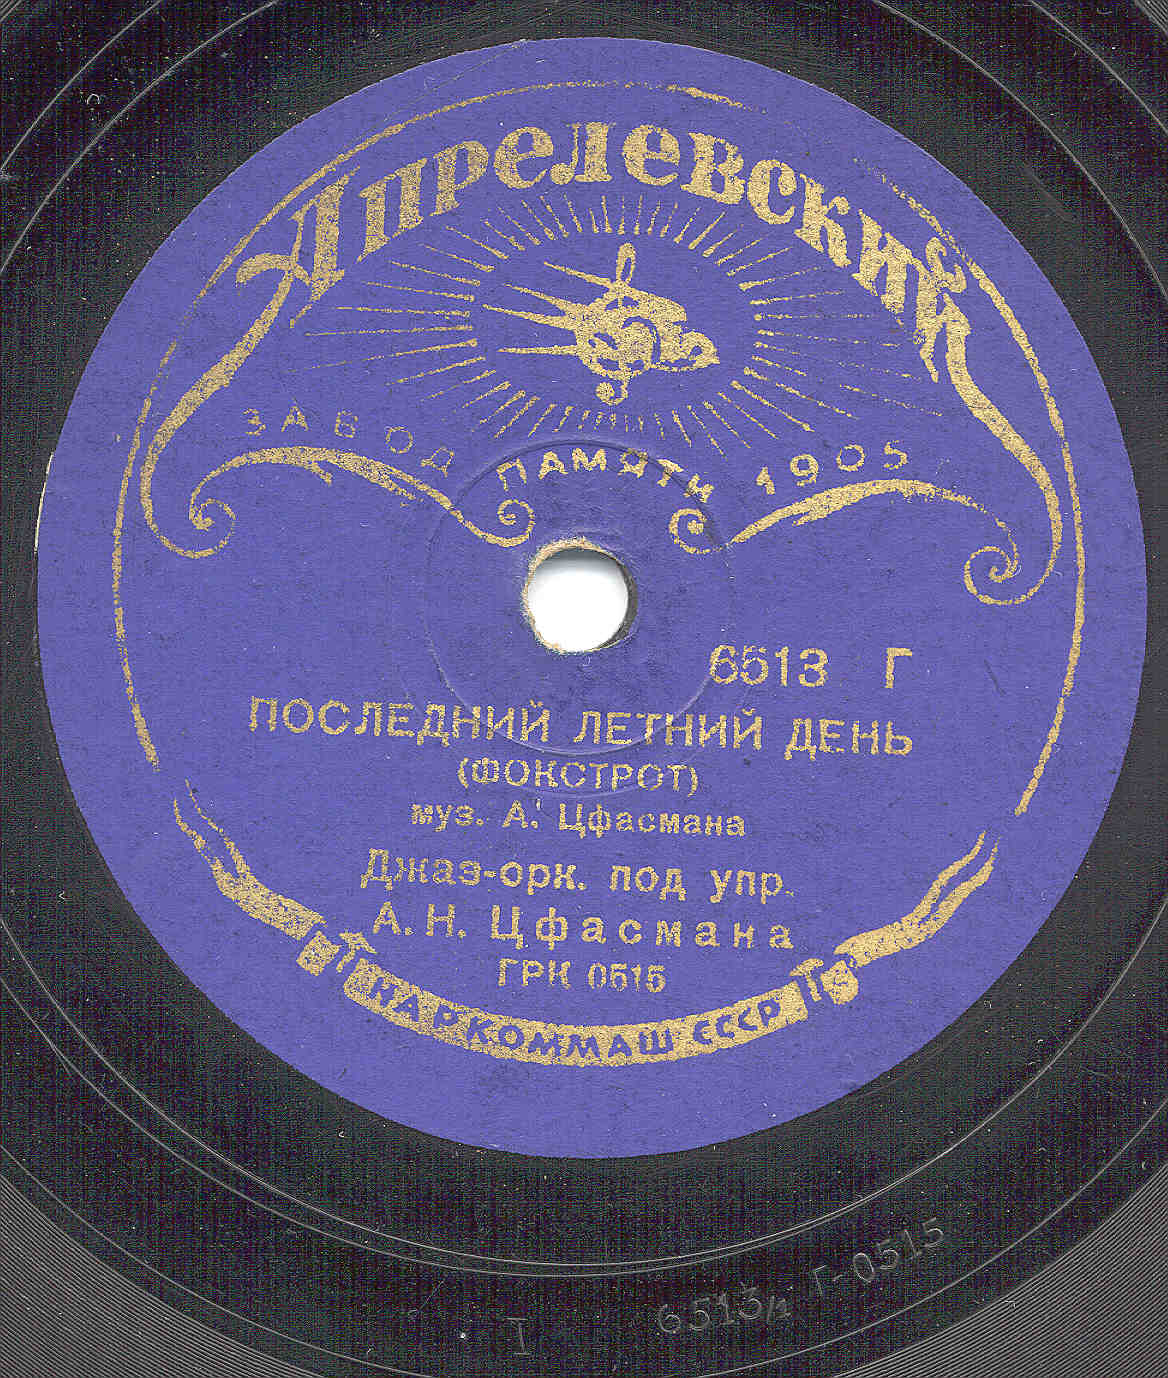 Апрелевский
ЗАВОД ПАМЯТИ 1905 г
6513 Г
ПОСЛЕДНИЙ ЛЕТНИЙ ДЕНЬ
(ФОКСТРОТ)
муз. А. Цфасмана
Джаз-орк. под упр.
А. Н. Цфасмана
ГРК 0515
НАРКОММАШ СССР
I 6513/1 Г-0515